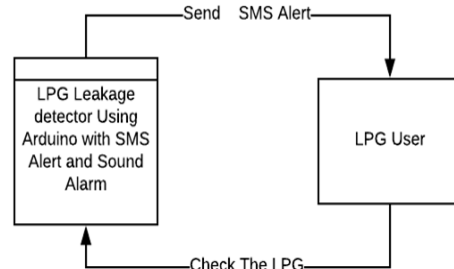 Send SMS Alert
LPG Leakage
detector Using
Arduino with SMS
Alert and Sound
Alarm
LPG User
Check The LPG